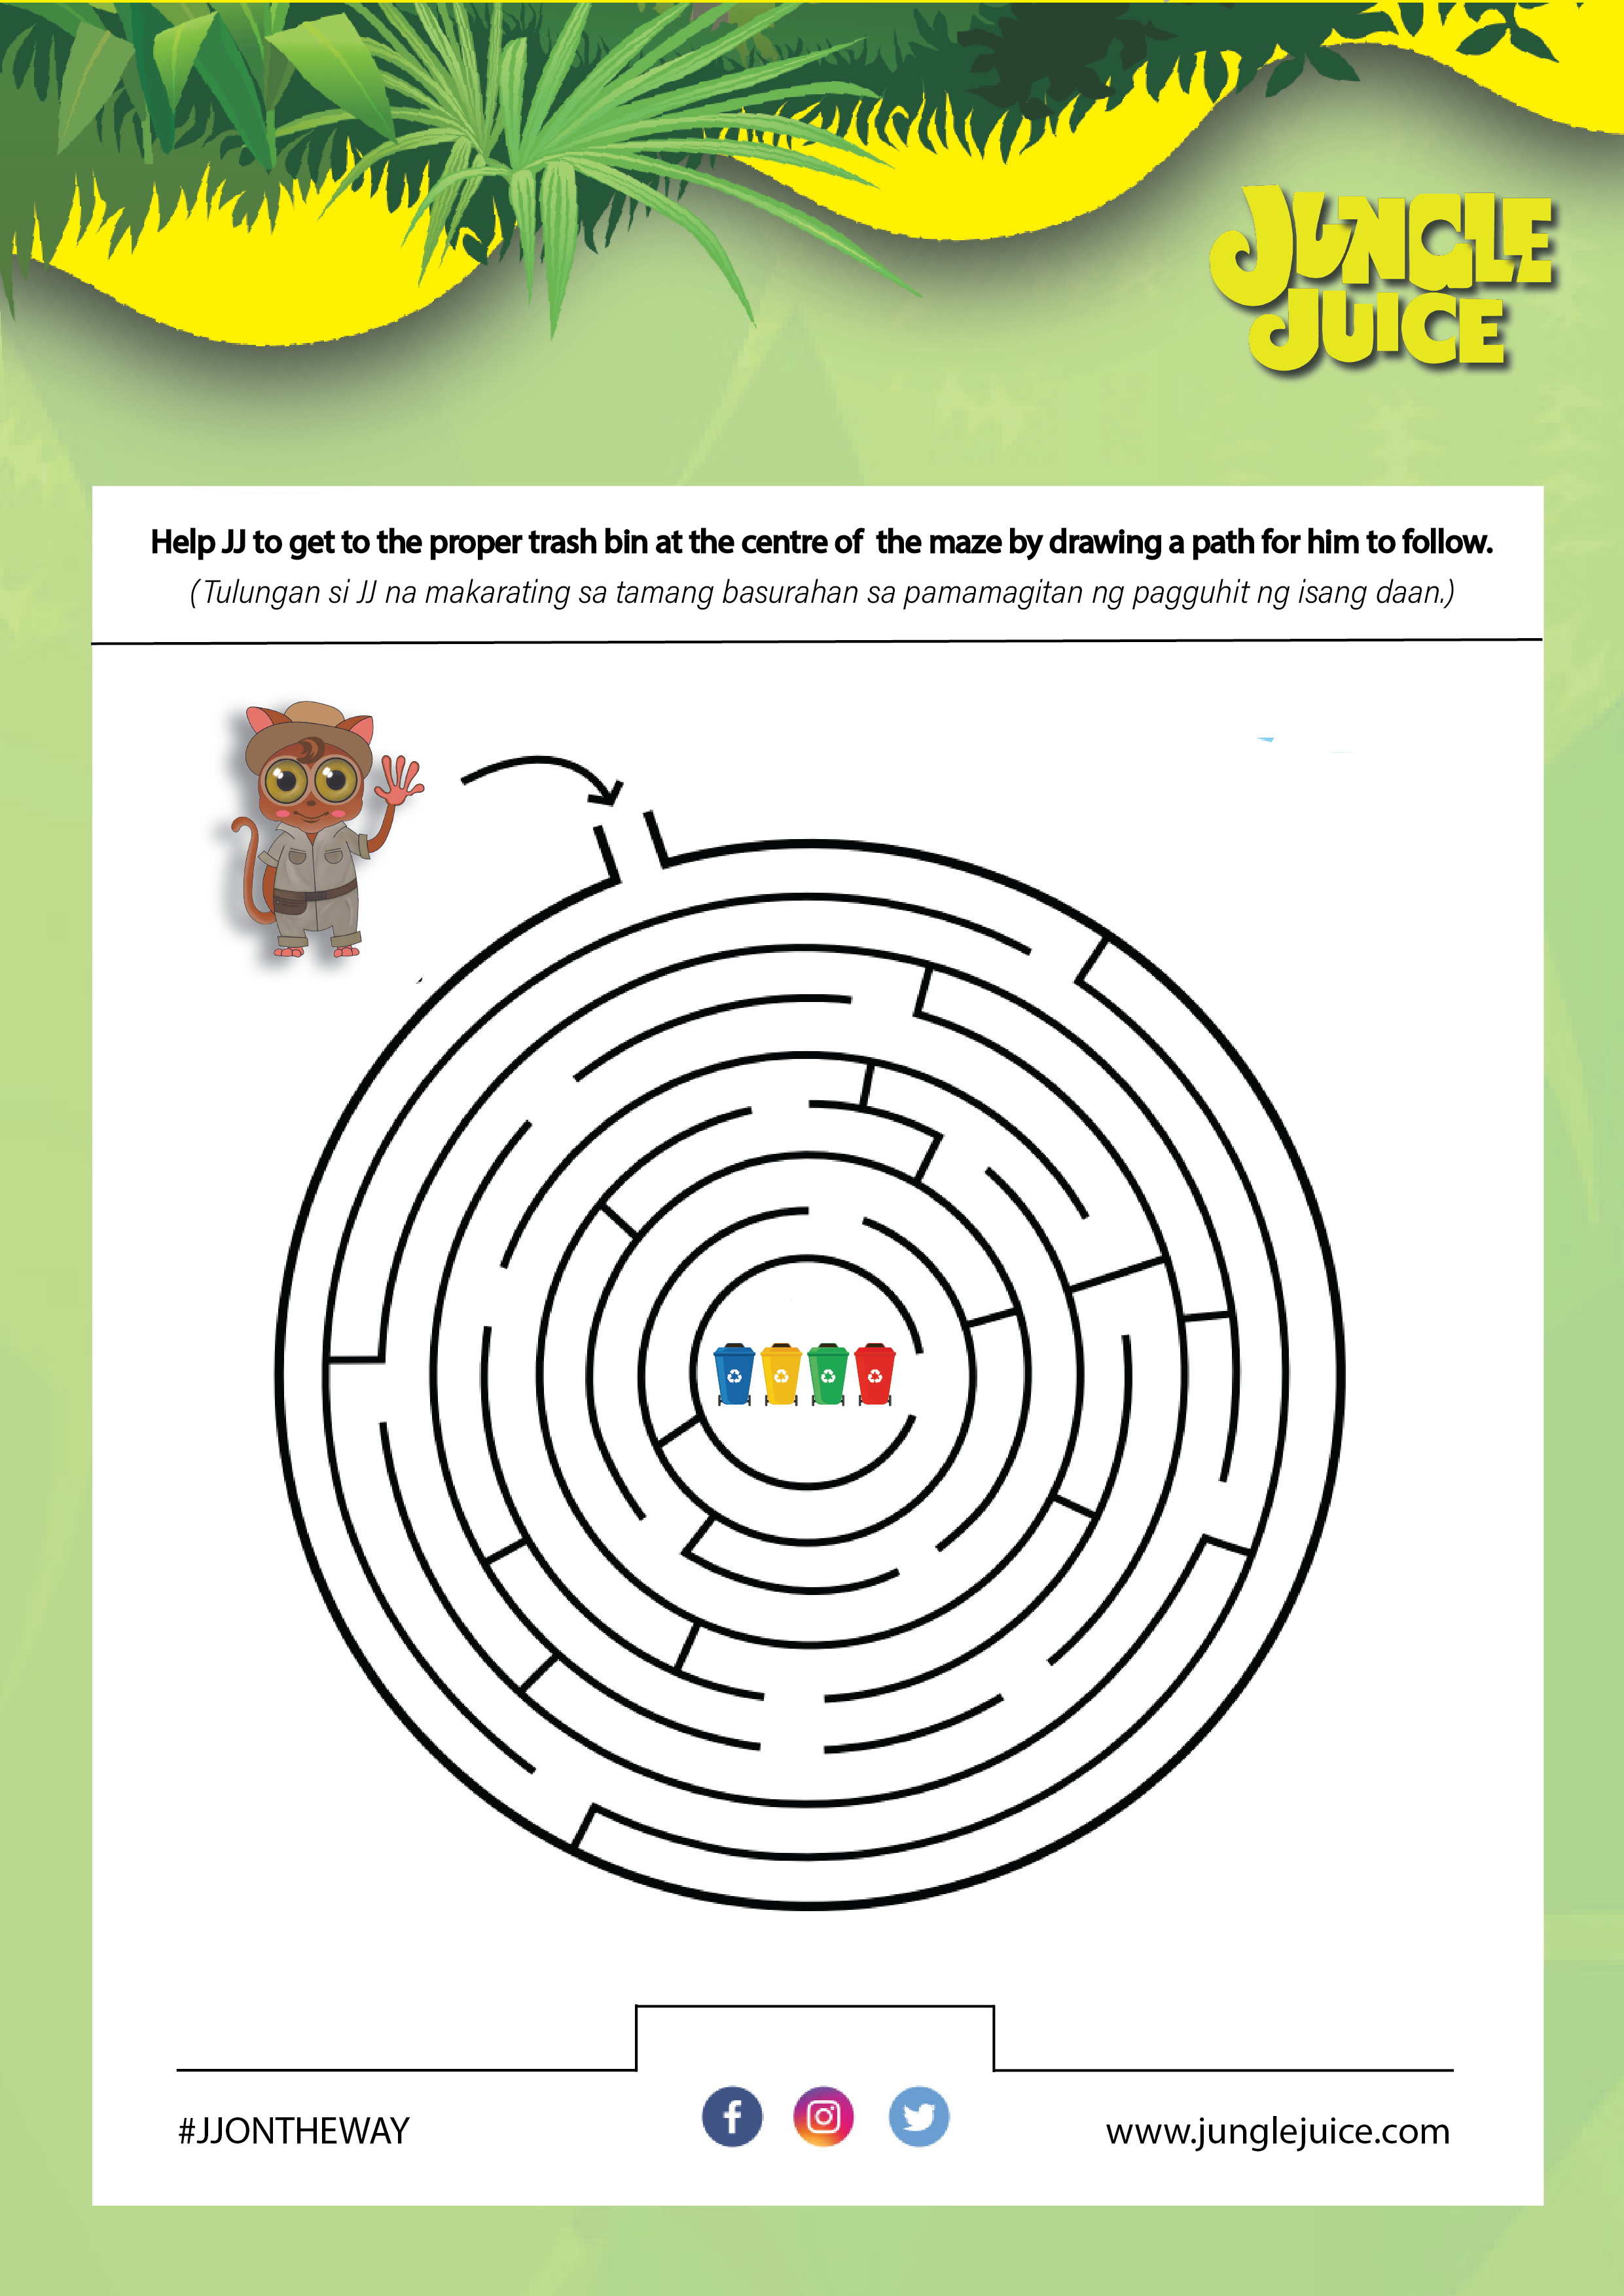 JUNGLE
JUICE
Help JJ to get to the proper trash bin at the centre of the maze by drawing a path for him to follow.
(Tulungan si JJ na makarating sa tamang basurahan sa pamamagitan ng pagguhit ng isang daan.)
#JJONTHEWAY
www.junglejuice.com